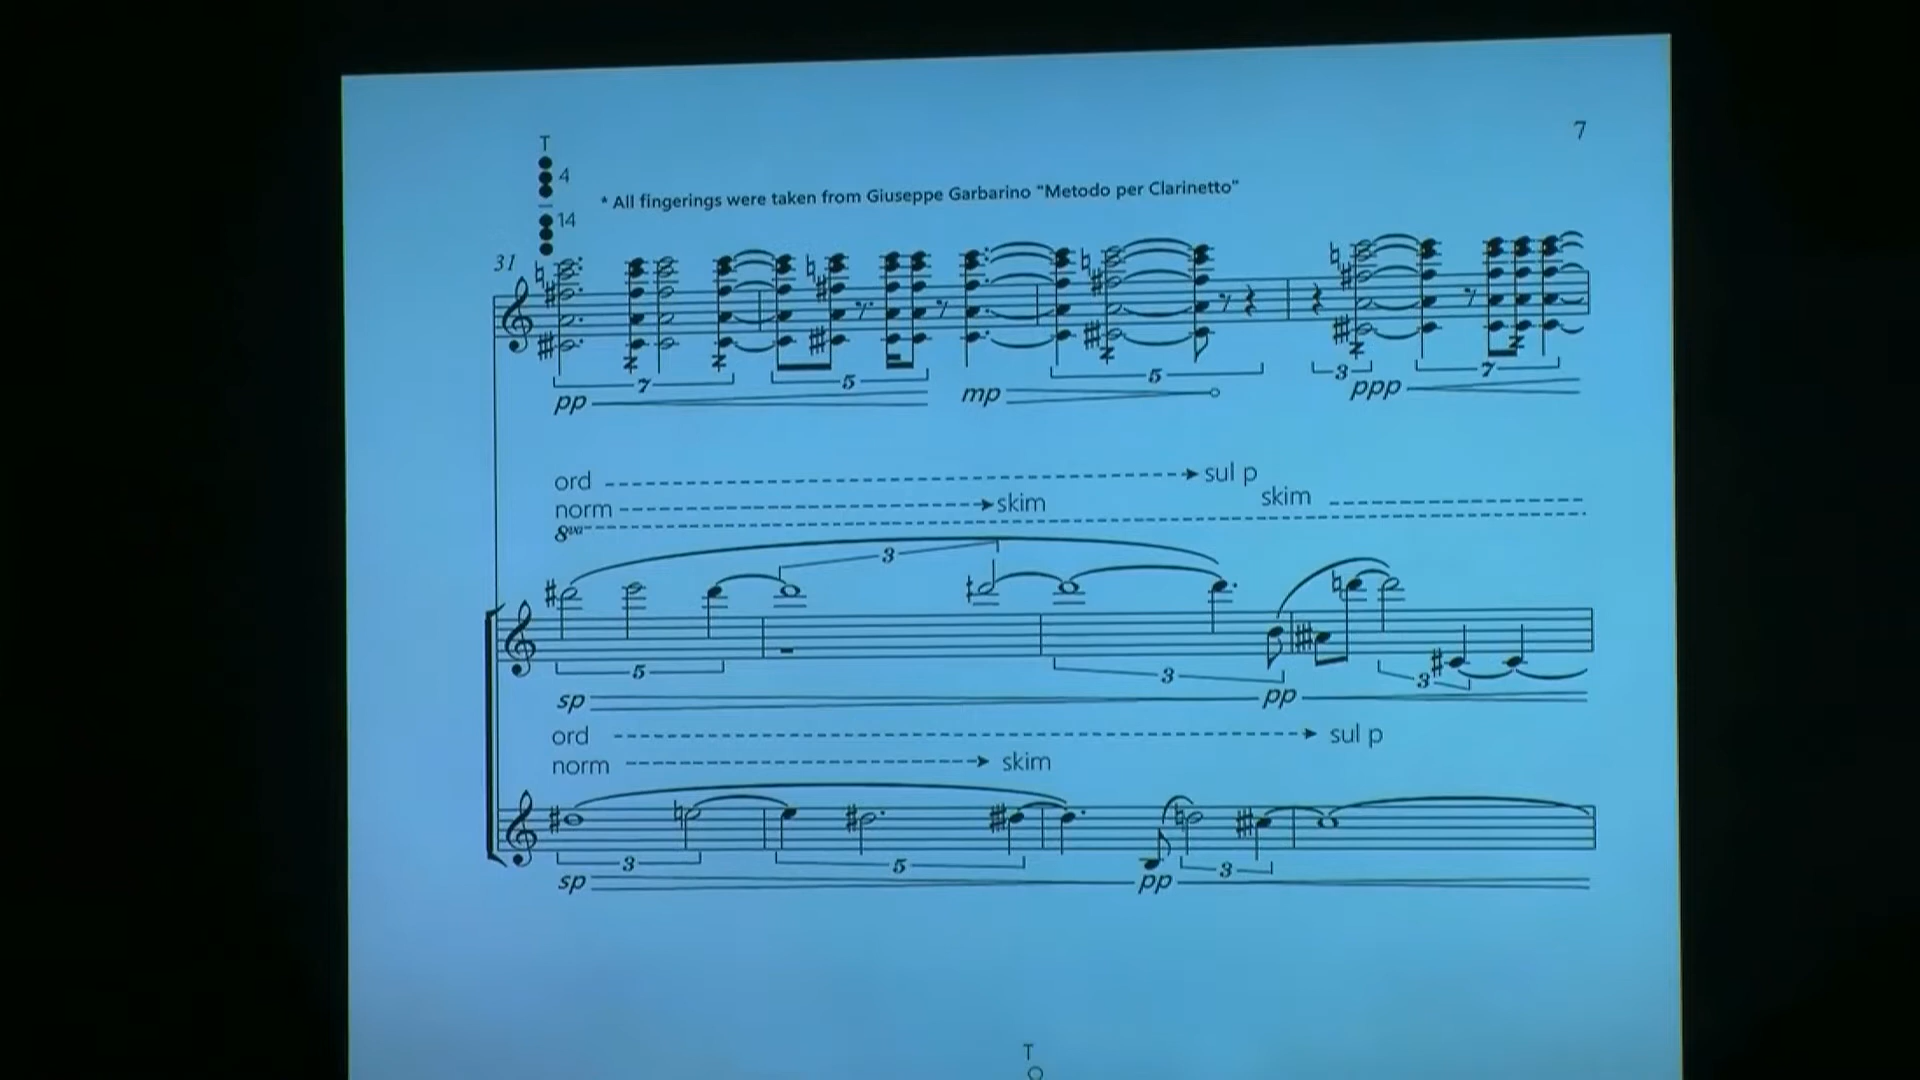 7
T
4
* All fingerings were taken from Giuseppe Garbarino "Metodo per Clarinetto"
14
31
7 5 5 3 7
pp mp ppp
ord sul p
norm skim skim
8va
3
5 3 3
sp pp
ord sul p
norm skim
3 5 3
sp pp
T